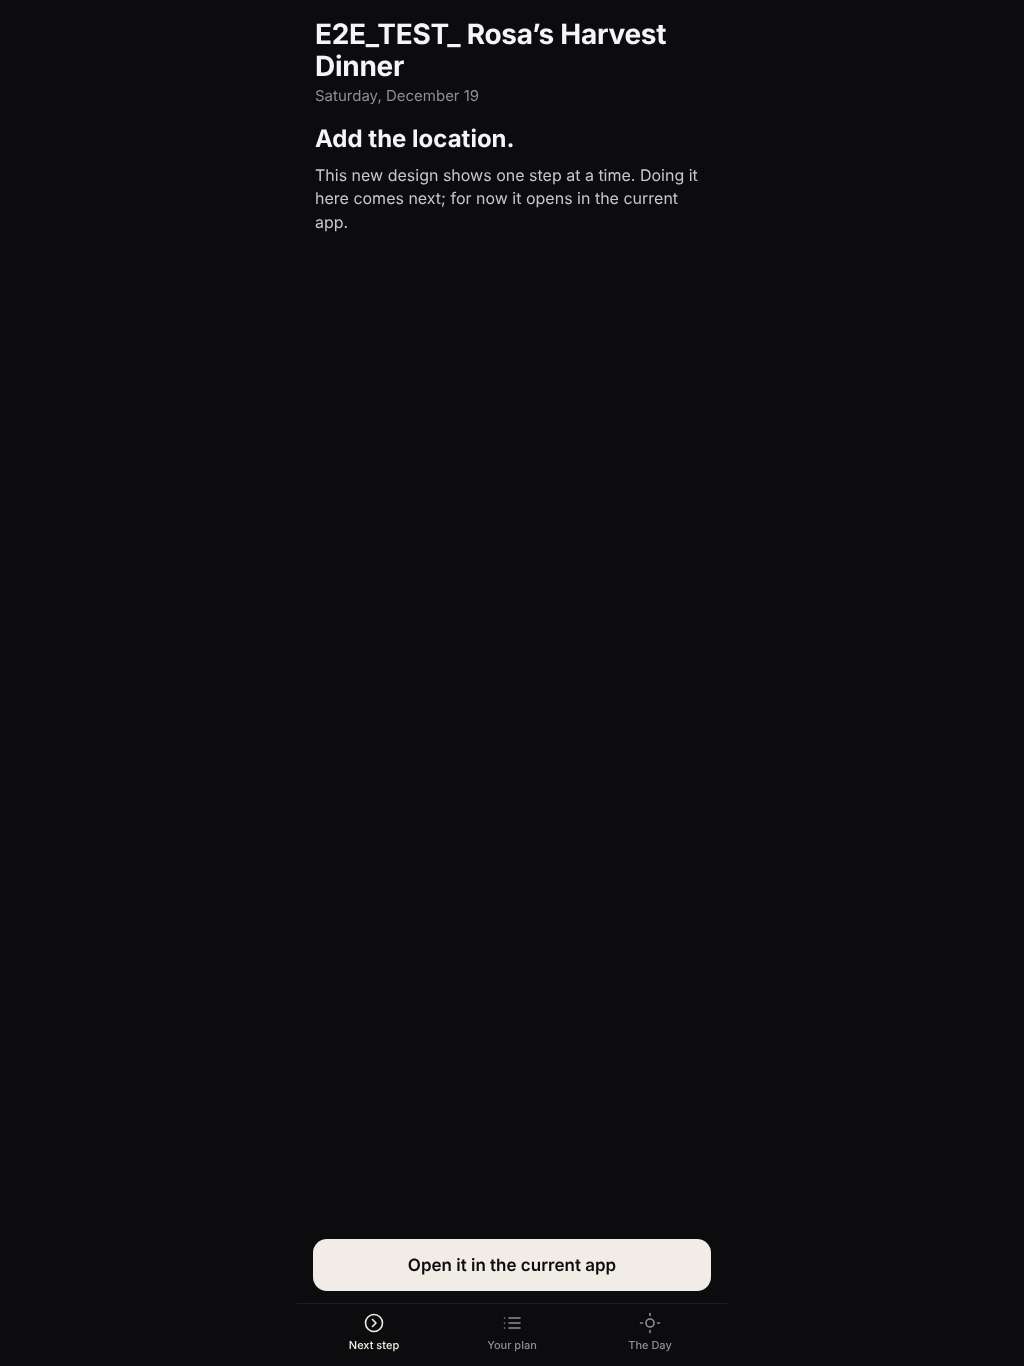 E2E_TEST_ Rosa’s Harvest
Dinner
Saturday, December 19
Add the location.
This new design shows one step at a time. Doing it
here comes next; for now it opens in the current
app.
Open it in the current app
Next step
Your plan
The Day